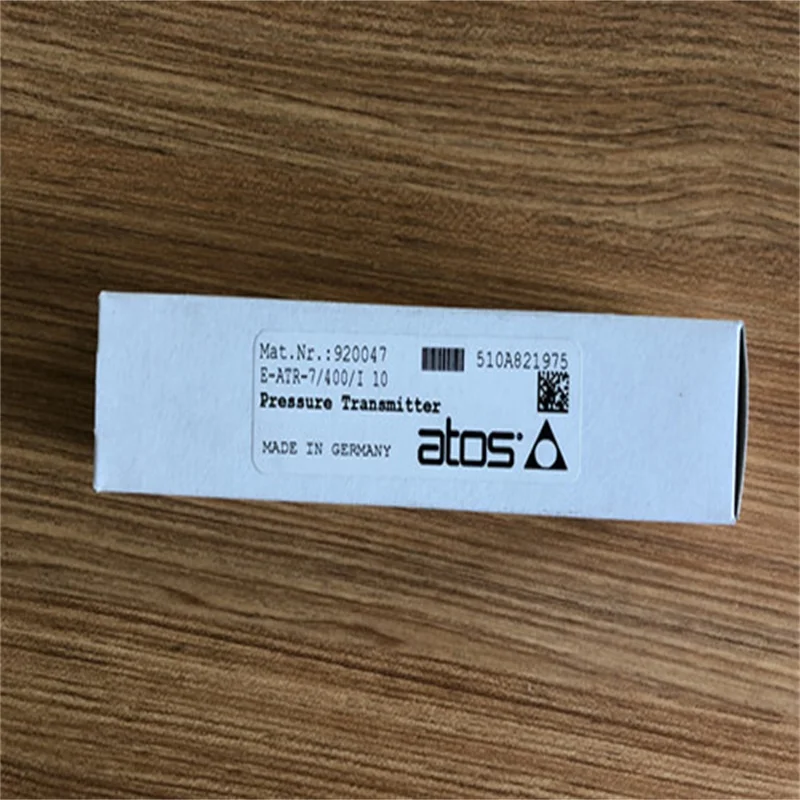 Mat.Nr.:920047 510A821975
E-ATR-7/400/I 10
Pressure Transmitter
MADE IN GERMANY atos